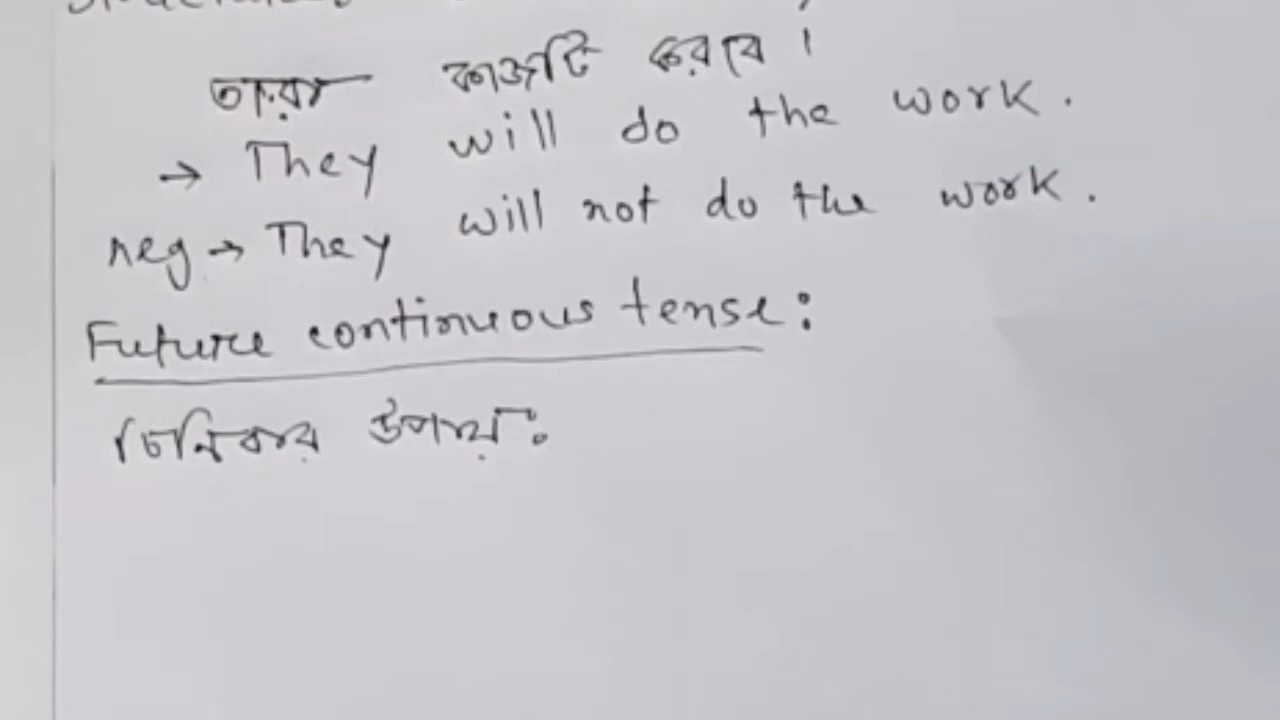 তারা কাজটি করবে ।
→ They will do the work.
neg → They will not do the work.
Future continuous tense:
চিনিবার উপায়: